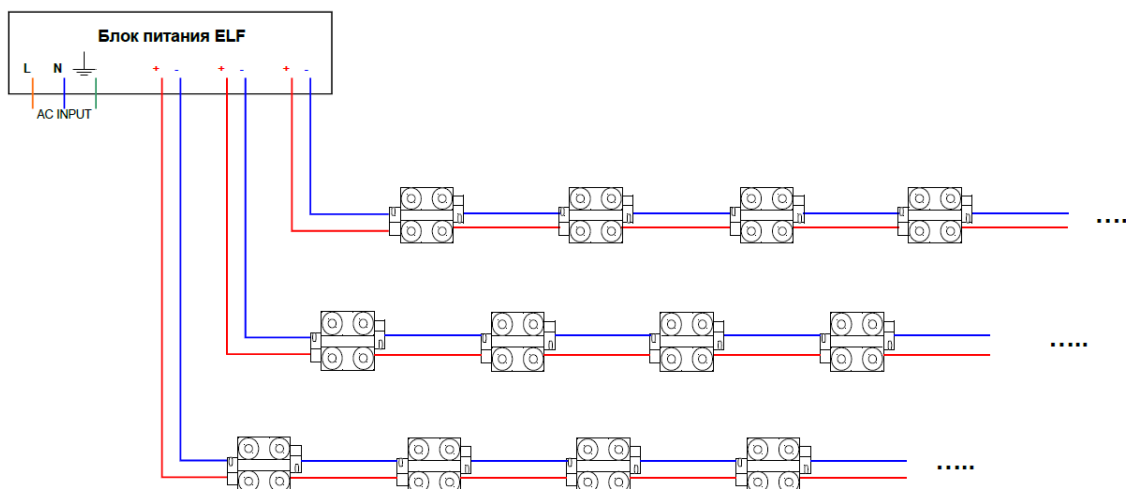 Блок питания ELF
L N + - + - + -
AC INPUT
.....
.....
.....